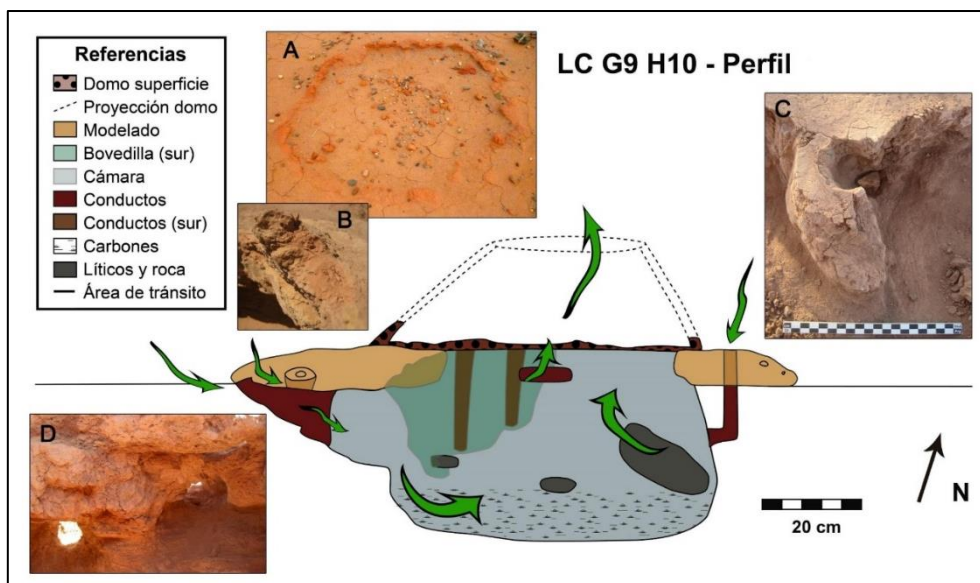 LC G9 H10 - Perfil
Referencias
Domo superficie
Proyección domo
Modelado
Bovedilla (sur)
Cámara
Conductos
Conductos (sur)
Carbones
Líticos y roca
Área de tránsito
A
B
C
D
N
20 cm